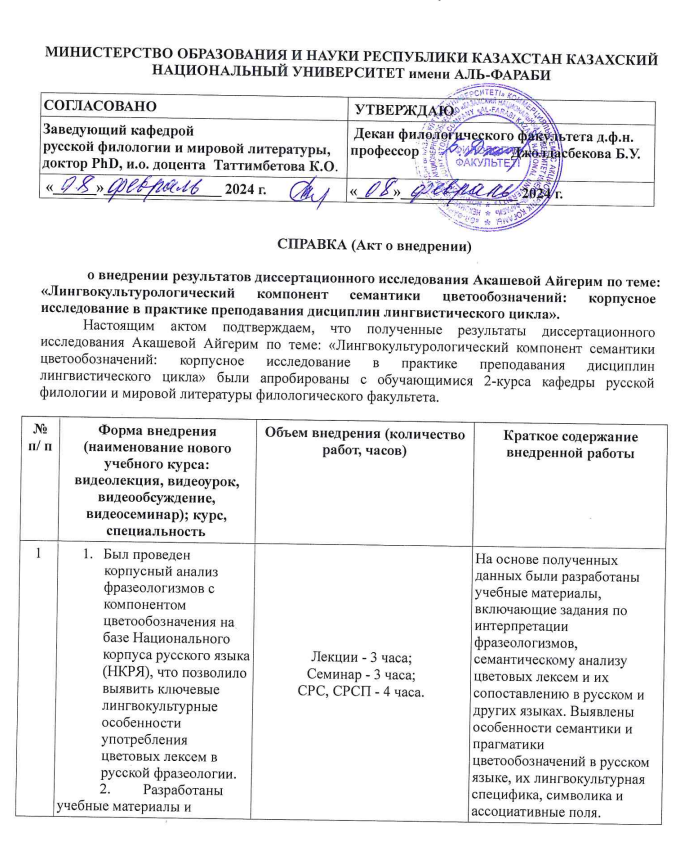 МИНИСТЕРСТВО ОБРАЗОВАНИЯ И НАУКИ РЕСПУБЛИКИ КАЗАХСТАН КАЗАХСКИЙ
НАЦИОНАЛЬНЫЙ УНИВЕРСИТЕТ имени АЛЬ-ФАРАБИ
СОГЛАСОВАНО
Заведующий кафедрой
русской филологии и мировой литературы,
доктор PhD, и.о. доцента Таттимбетова К.О.
«08» февраль 2024 г.
УТВЕРЖДАЮ
Декан филологического факультета д.ф.н.
профессор Джолдасбекова Б.У.
ФАКУЛЬТЕТІ
«08» февраль 2024 г.
СПРАВКА (Акт о внедрении)
о внедрении результатов диссертационного исследования Акашевой Айгерим по теме:
«Лингвокультурологический компонент семантики цветообозначений: корпусное
исследование в практике преподавания дисциплин лингвистического цикла».
Настоящим актом подтверждаем, что полученные результаты диссертационного
исследования Акашевой Айгерим по теме: «Лингвокультурологический компонент семантики
цветообозначений: корпусное исследование в практике преподавания дисциплин
лингвистического цикла» были апробированы с обучающимися 2-курса кафедры русской
филологии и мировой литературы филологического факультета.
№
п/ п
Форма внедрения
(наименование нового
учебного курса:
видеолекция, видеоурок,
видеообсуждение,
видеосеминар); курс,
специальность
Объем внедрения (количество
работ, часов)
Краткое содержание
внедренной работы
1
1. Был проведен
корпусный анализ
фразеологизмов с
компонентом
цветообозначения на
базе Национального
корпуса русского языка
(НКРЯ), что позволило
выявить ключевые
лингвокультурные
особенности
употребления
цветовых лексем в
русской фразеологии.
2. Разработаны
учебные материалы и
Лекции - 3 часа;
Семинар - 3 часа;
СРС, СРСП - 4 часа.
На основе полученных
данных были разработаны
учебные материалы,
включающие задания по
интерпретации
фразеологизмов,
семантическому анализу
цветовых лексем и их
сопоставлению в русском и
других языках. Выявлены
особенности семантики и
прагматики
цветообозначений в русском
языке, их лингвокультурная
специфика, символика и
ассоциативные поля.